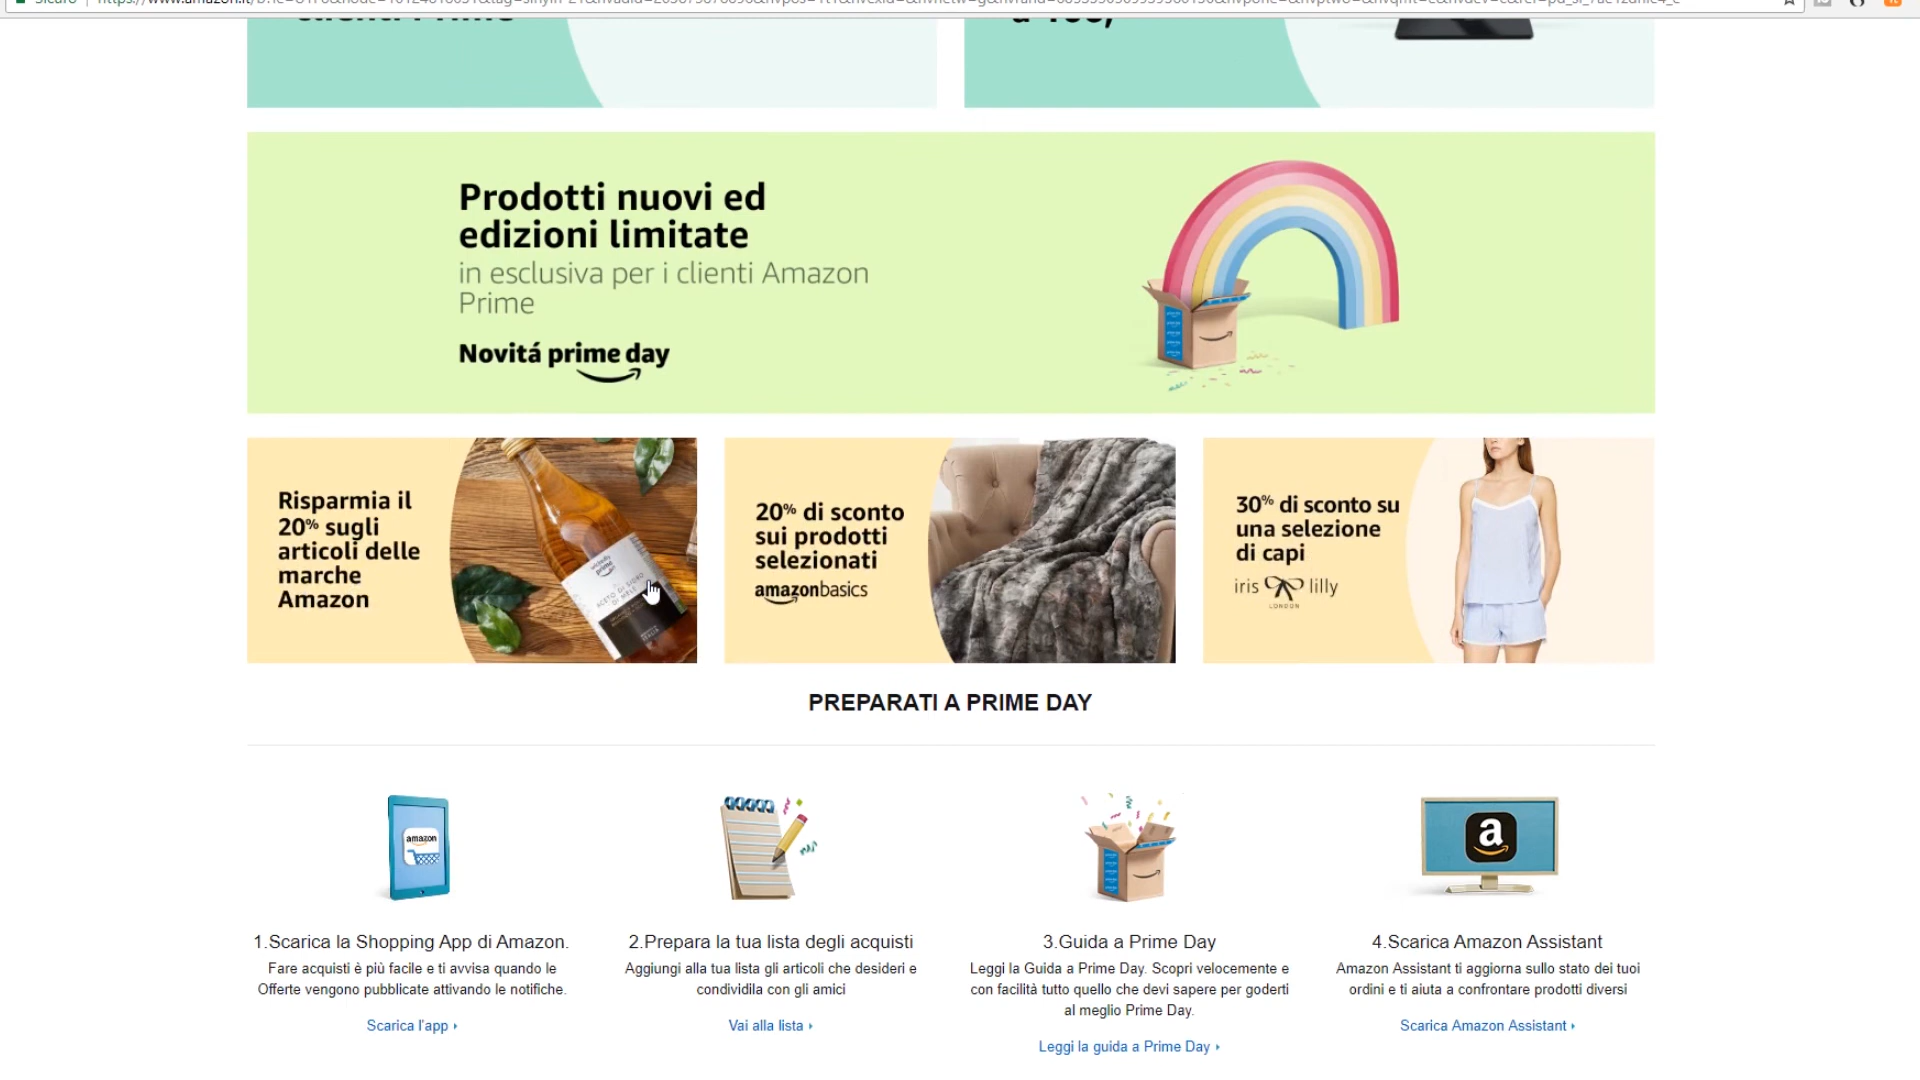 Prodotti nuovi ed
edizioni limitate
in esclusiva per i clienti Amazon
Prime
Novitá prime day
Risparmia il
20% sugli
articoli delle
marche
Amazon
ACETO DI SIDRO
DI MELE
20% di sconto
sui prodotti
selezionati
amazonbasics
30% di sconto su
una selezione
di capi
iris lilly
LONDON
PREPARATI A PRIME DAY
amazon
a
1.Scarica la Shopping App di Amazon.
Fare acquisti è più facile e ti avvisa quando le
Offerte vengono pubblicate attivando le notifiche.
Scarica l'app
2.Prepara la tua lista degli acquisti
Aggiungi alla tua lista gli articoli che desideri e
condividila con gli amici
Vai alla lista
3.Guida a Prime Day
Leggi la Guida a Prime Day. Scopri velocemente e
con facilità tutto quello che devi sapere per goderti
al meglio Prime Day.
Leggi la guida a Prime Day
4.Scarica Amazon Assistant
Amazon Assistant ti aggiorna sullo stato dei tuoi
ordini e ti aiuta a confrontare prodotti diversi
Scarica Amazon Assistant